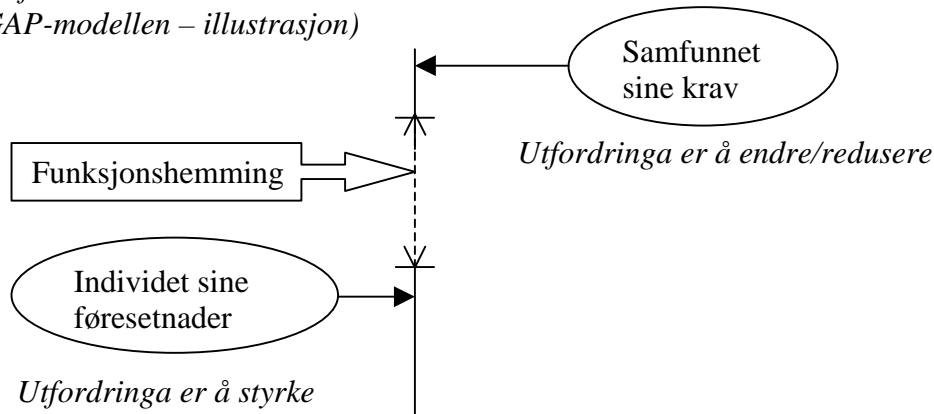 GAP-modellen – illustrasjon)
Samfunnet
sine krav
Utfordringa er å endre/redusere
Funksjonshemming
Individet sine
føresetnader
Utfordringa er å styrke